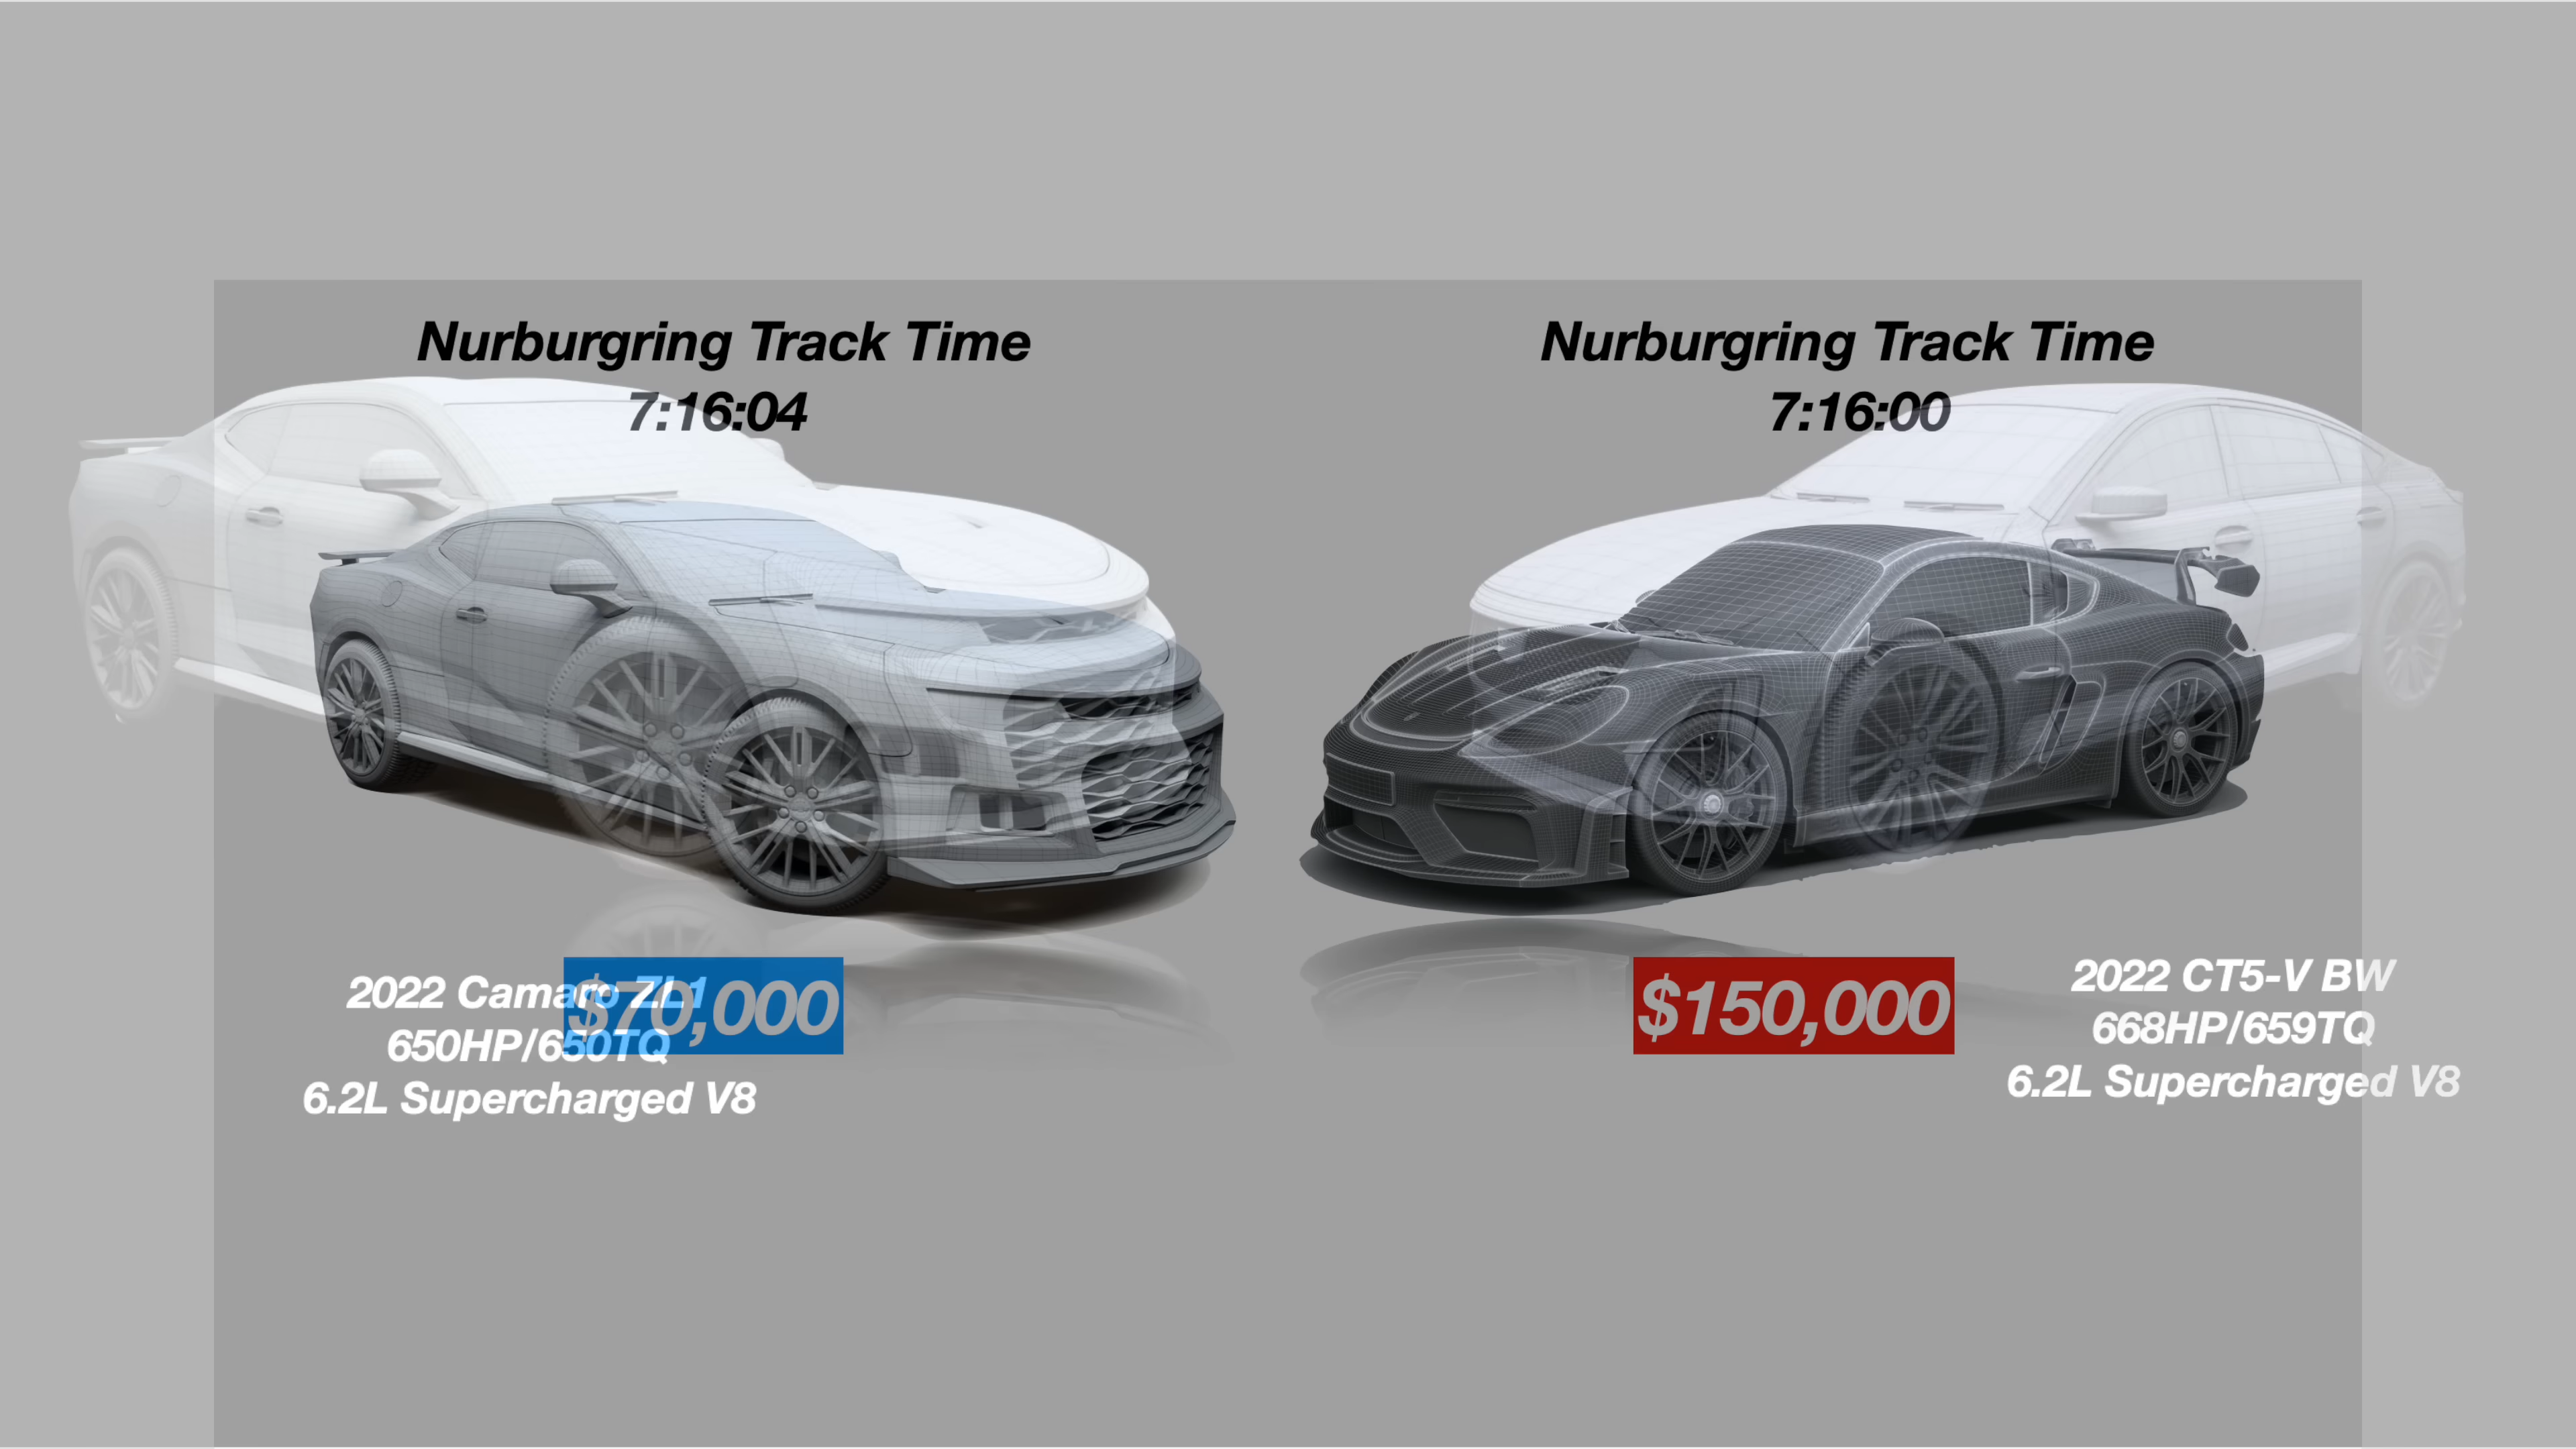 Nurburgring Track Time
7:16:04
Nurburgring Track Time
7:16:00
2022 Camaro ZL1
650HP/650TQ
6.2L Supercharged V8
$70,000
$150,000
2022 CT5-V BW
668HP/659TQ
6.2L Supercharged V8